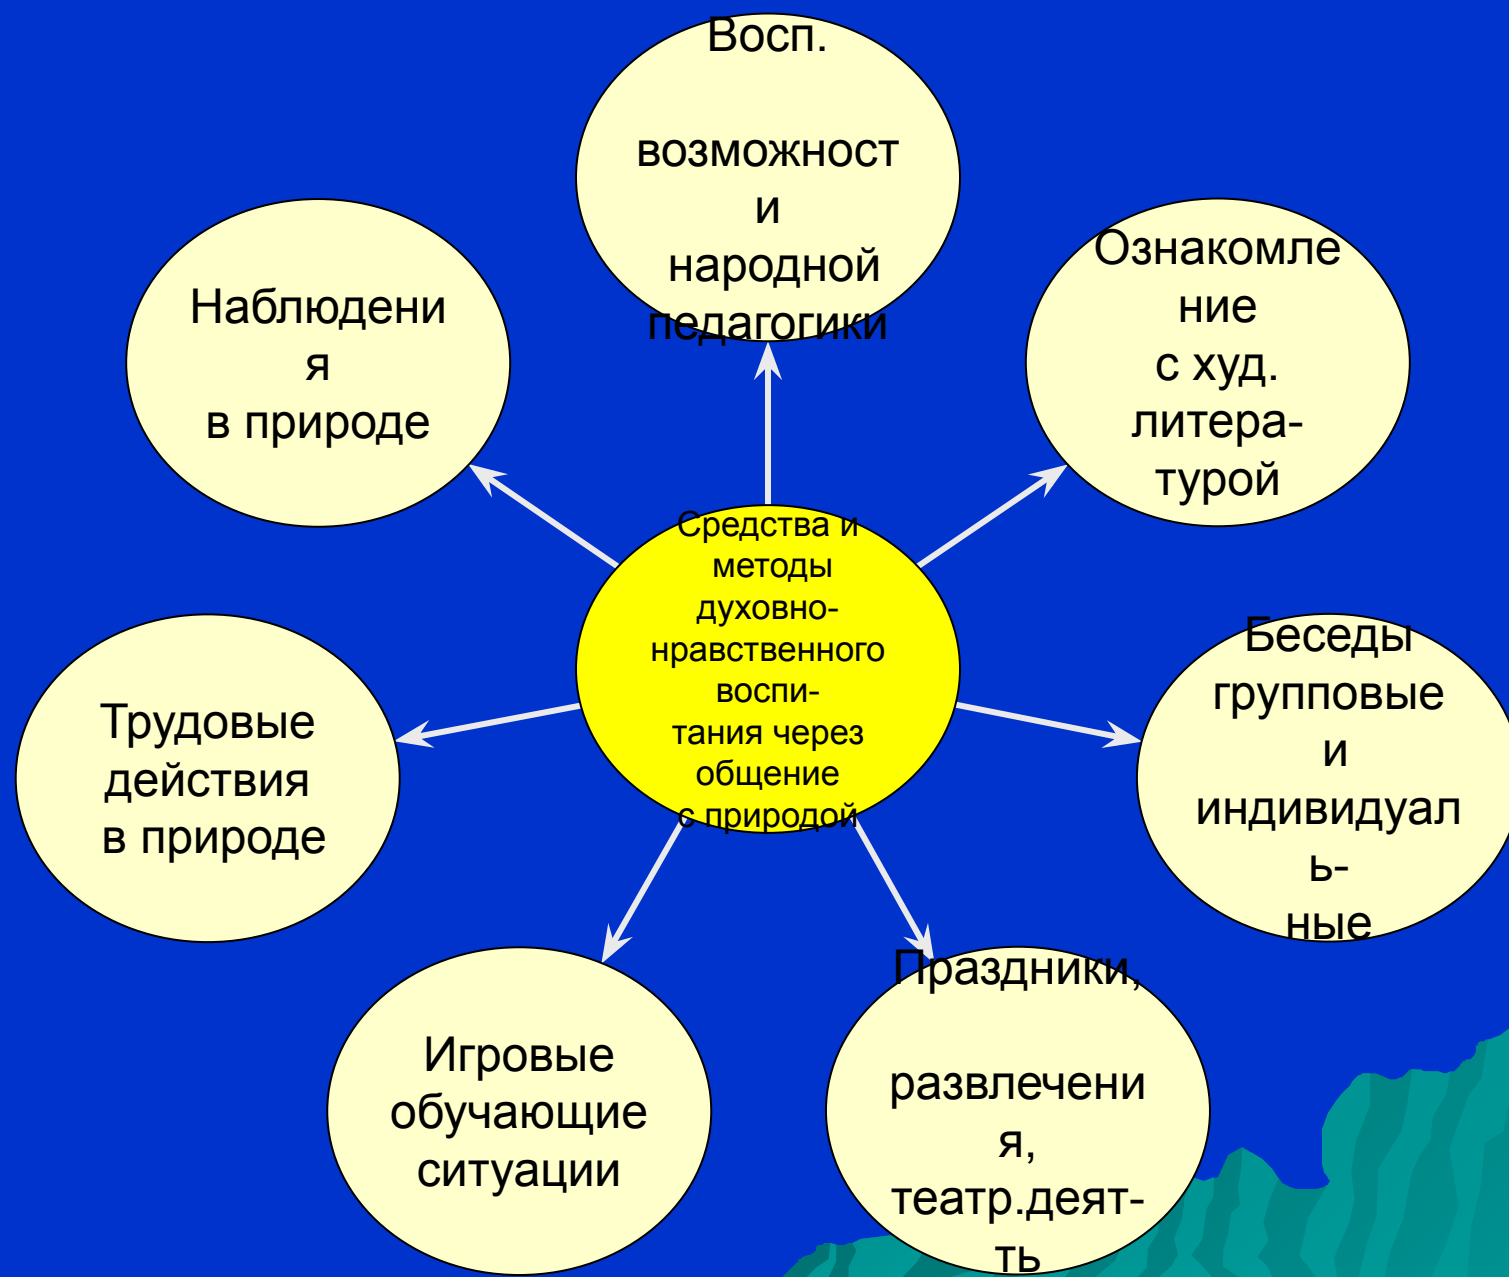 Восп.
возможност
и
народной
педагогики
Наблюдени
я
в природе
Ознакомле
ние
с худ.
литера-
турой
Средства и
методы
духовно-
нравственного
воспи-
тания через
общение
с природой
Трудовые
действия
в природе
Беседы
групповые
и
индивидуал
ь-
ные
Игровые
обучающие
ситуации
Праздники,
развлечени
я,
театр.деят-
ть